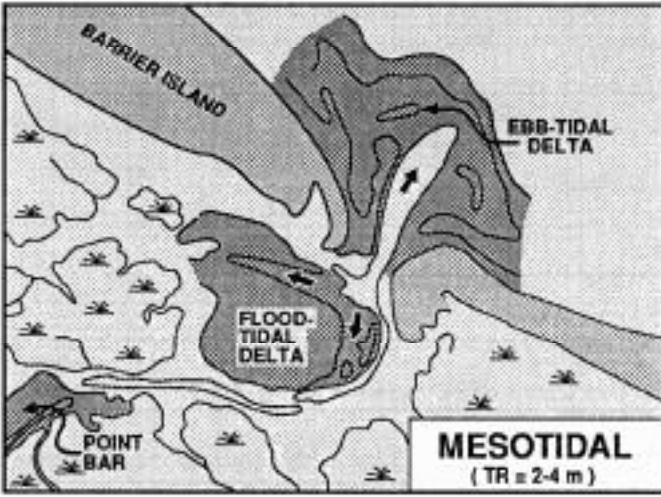 BARRIER ISLAND
EBB-TIDAL
DELTA
FLOOD-
TIDAL
DELTA
POINT
BAR
MESOTIDAL
( TR = 2-4 m )